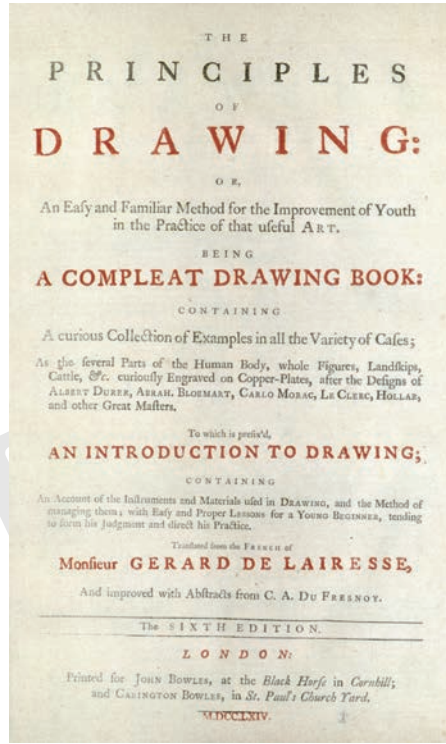 THE
PRINCIPLES
OF
DRAWING:
OR,
An Eaſy and Familiar Method for the Improvement of Youth
in the Practice of that uſeful ART.
BEING
A COMPLEAT DRAWING BOOK:
CONTAINING
A curious Collection of Examples in all the Variety of Caſes;
As the ſeveral Parts of the Human Body, whole Figures, Landſkips,
Cattle, &c. curiouſly Engraved on Copper-Plates, after the Deſigns of
ALBERT DURER, ABRAH. BLOEMART, CARLO MORAC, LE CLERC, HOLLAR,
and other Great Maſters.
To which is prefix'd,
AN INTRODUCTION TO DRAWING;
CONTAINING
An Account of the Inſtruments and Materials uſed in DRAWING, and the Method of
managing them; with Eaſy and Proper LESSONS for a YOUNG BEGINNER, tending
to form his Judgment and direct his Practice.
Tranſlated from the FRENCH of
Monſieur GERARD DE LAIRESSE,
And improved with Abſtracts from C. A. DU FRESNOY.
The SIXTH EDITION.
LONDON:
Printed for JOHN BOWLES, at the Black Horſe in Cornhill;
and CARINGTON BOWLES, in St. Paul's Church Yard.
M.DCC.LXIV.